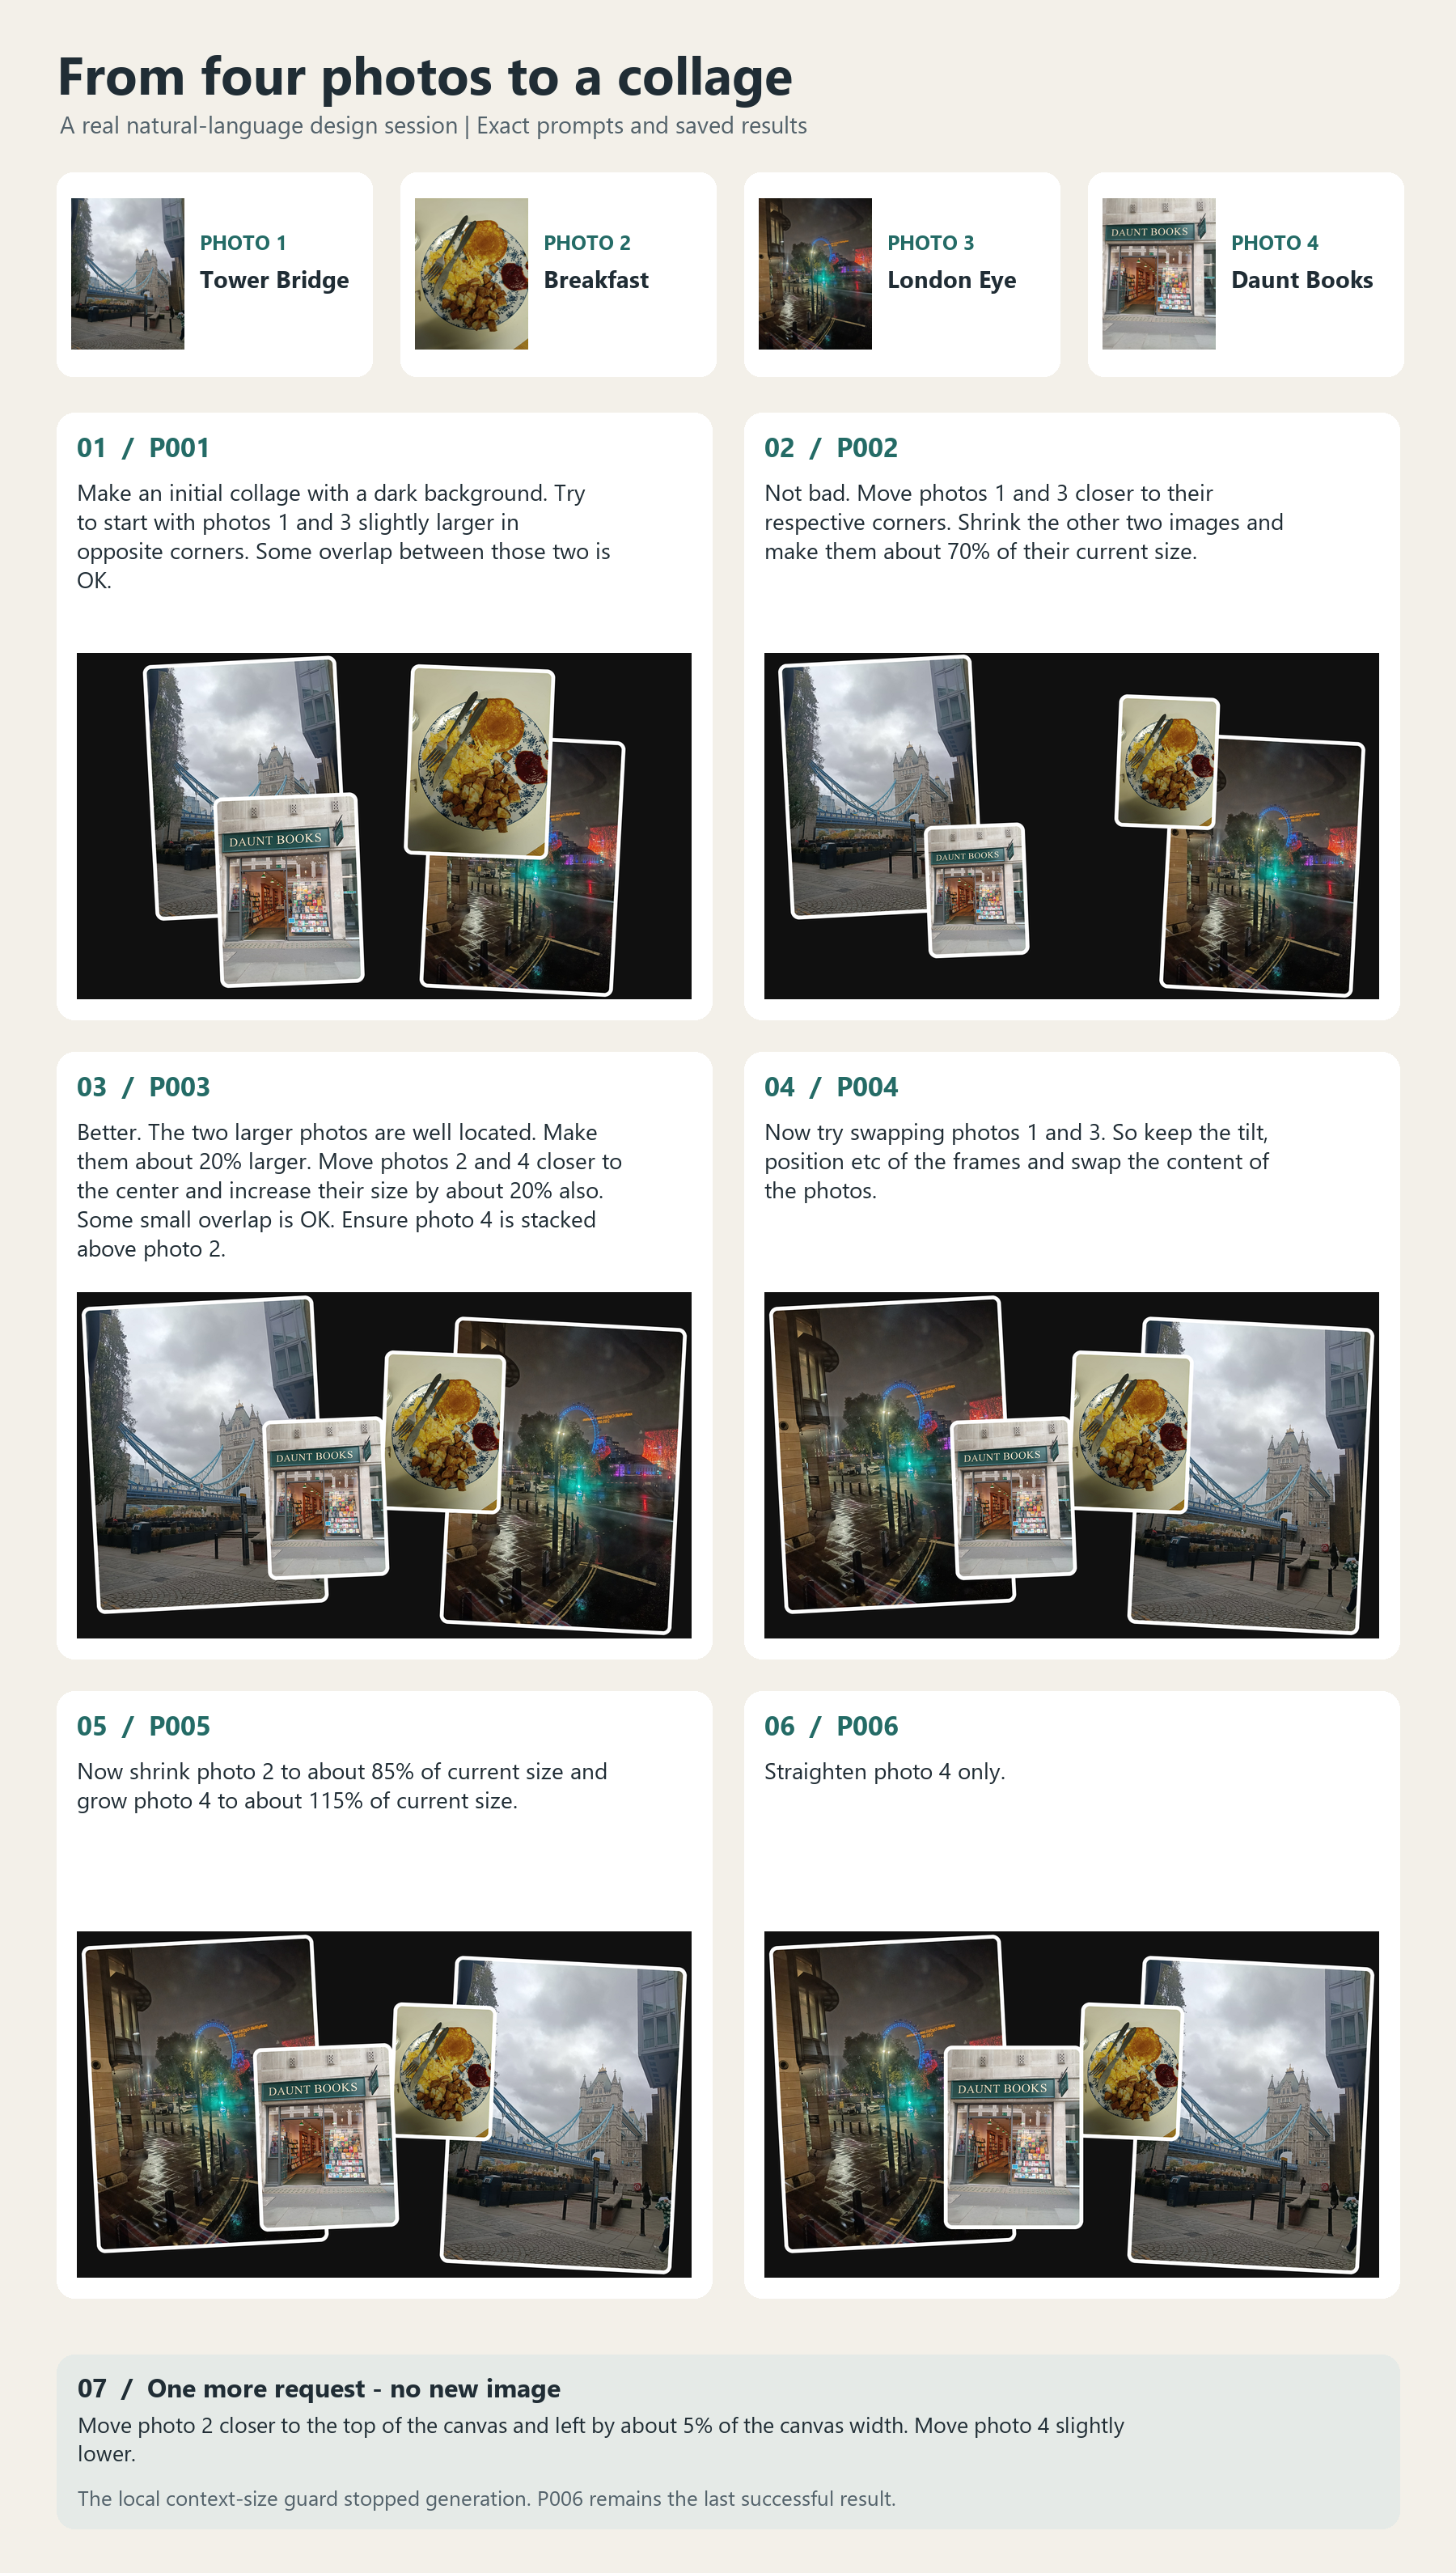 From four photos to a collage
A real natural-language design session | Exact prompts and saved results
DAUNT BOOKS
PHOTO 1
Tower Bridge
PHOTO 2
Breakfast
PHOTO 3
London Eye
PHOTO 4
Daunt Books
01 / P001
Make an initial collage with a dark background. Try
to start with photos 1 and 3 slightly larger in
opposite corners. Some overlap between those two is
OK.
DAUNT BOOKS
02 / P002
Not bad. Move photos 1 and 3 closer to their
respective corners. Shrink the other two images and
make them about 70% of their current size.
DAUNT BOOKS
03 / P003
Better. The two larger photos are well located. Make
them about 20% larger. Move photos 2 and 4 closer to
the center and increase their size by about 20% also.
Some small overlap is OK. Ensure photo 4 is stacked
above photo 2.
DAUNT BOOKS
04 / P004
Now try swapping photos 1 and 3. So keep the tilt,
position etc of the frames and swap the content of
the photos.
DAUNT BOOKS
05 / P005
Now shrink photo 2 to about 85% of current size and
grow photo 4 to about 115% of current size.
DAUNT BOOKS
06 / P006
Straighten photo 4 only.
DAUNT BOOKS
07 / One more request - no new image
Move photo 2 closer to the top of the canvas and left by about 5% of the canvas width. Move photo 4 slightly
lower.
The local context-size guard stopped generation. P006 remains the last successful result.